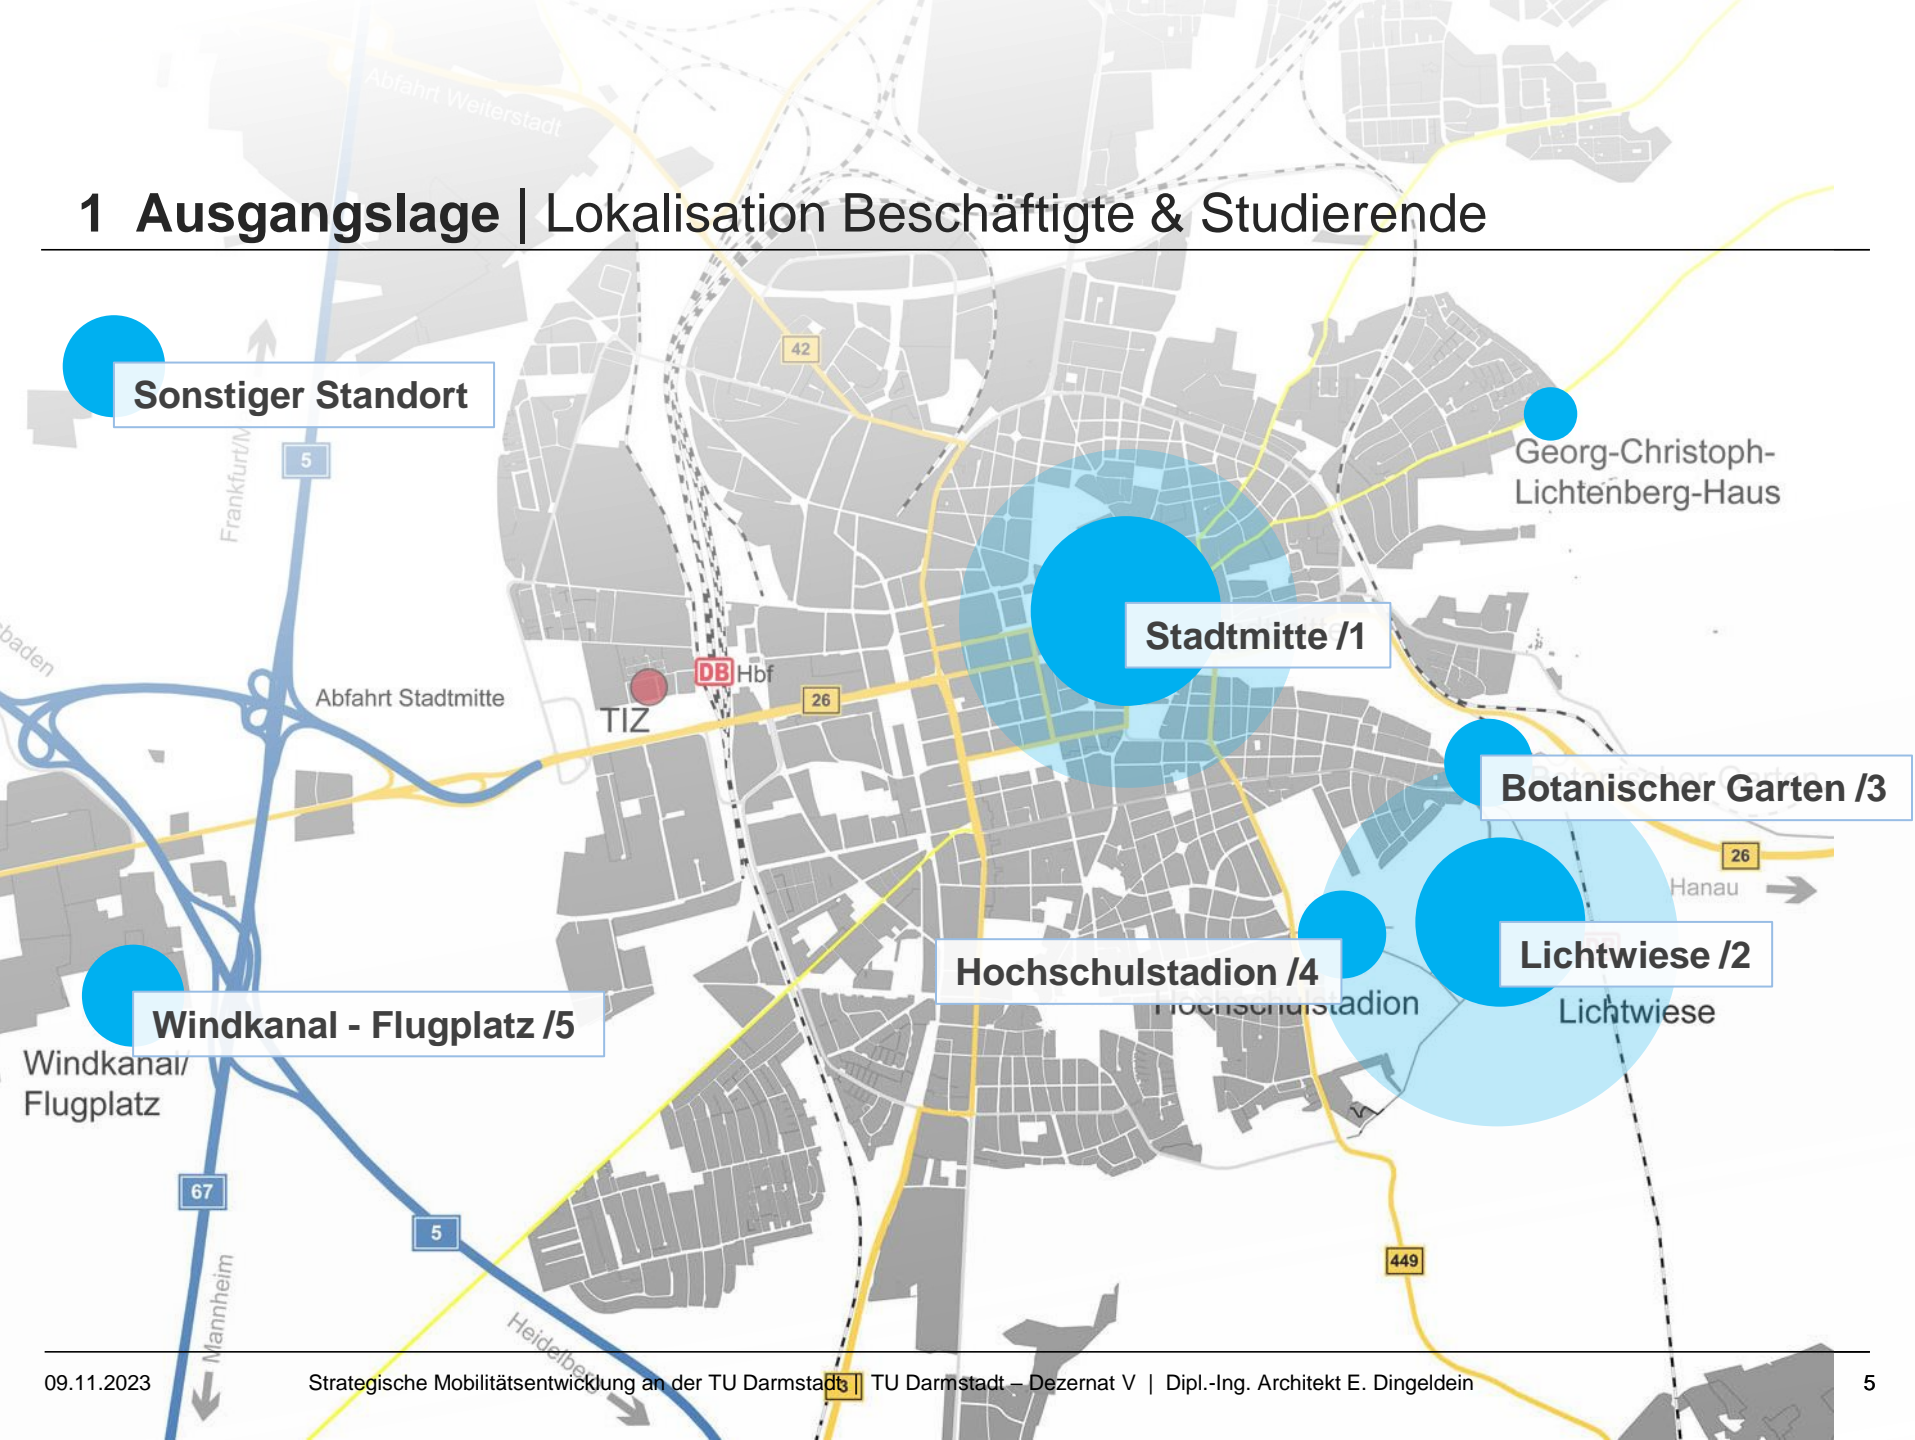 Abfahrt Weiterstadt
1 Ausgangslage | Lokalisation Beschäftigte & Studierende
42
Sonstiger Standort
5
Georg-Christoph-
Lichtenberg-Haus
Stadtmitte /1
DB Hbf
Abfahrt Stadtmitte
26
TIZ
Botanischer Garten /3
26
Hanau
Hochschulstadion /4
Lichtwiese /2
Hochschulstadion
Lichtwiese
Windkanal - Flugplatz /5
Windkanal/
Flugplatz
67
5
449
Mannheim
Heidelberg
3
09.11.2023
Strategische Mobilitätsentwicklung an der TU Darmstadt | TU Darmstadt – Dezernat V | Dipl.-Ing. Architekt E. Dingeldein
5